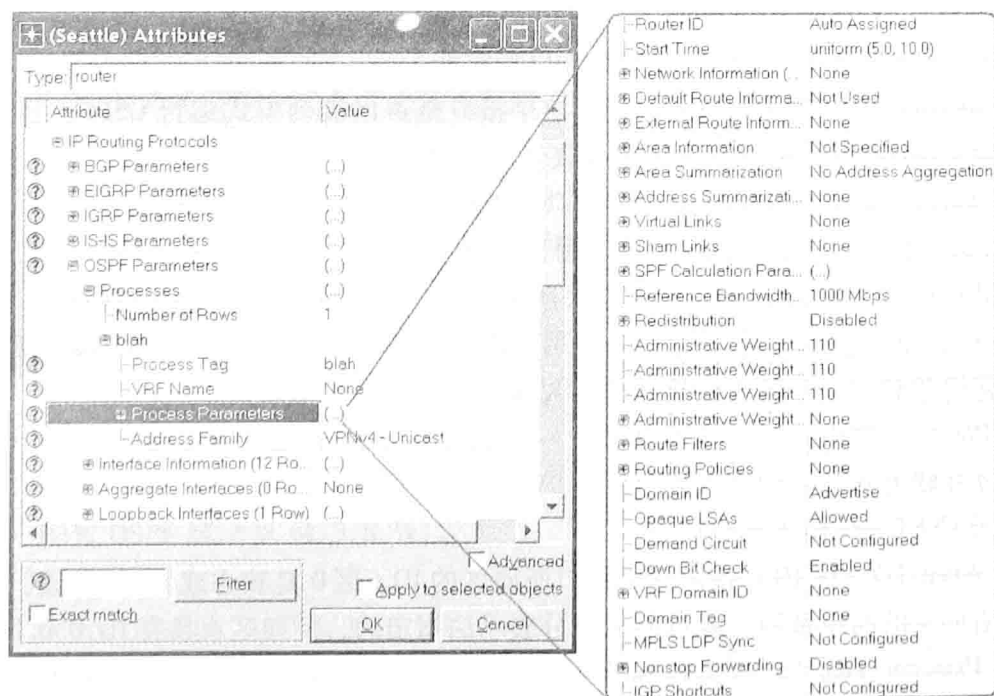 (Seattle) Attributes
Type: router
Attribute Value
IP Routing Protocols
BGP Parameters (...)
EIGRP Parameters (...)
IGRP Parameters (...)
IS-IS Parameters (...)
OSPF Parameters (...)
Processes (...)
Number of Rows 1
blah
Process Tag blah
VRF Name None
Process Parameters (...)
Address Family VPNv4 - Unicast
Interface Information (12 Ro... (...)
Aggregate Interfaces (0 Ro... None
Loopback Interfaces (1 Row) (...)
Advanced
Filter
Apply to selected objects
Exact match
OK Cancel
Router ID Auto Assigned
Start Time uniform (5.0, 10.0)
Network Information (... None
Default Route Informa... Not Used
External Route Inform... None
Area Information Not Specified
Area Summarization No Address Aggregation
Address Summarizati... None
Virtual Links None
Sham Links None
SPF Calculation Para... (...)
Reference Bandwidth... 1000 Mbps
Redistribution Disabled
Administrative Weight... 110
Administrative Weight... 110
Administrative Weight... 110
Administrative Weight... None
Route Filters None
Routing Policies None
Domain ID Advertise
Opaque LSAs Allowed
Demand Circuit Not Configured
Down Bit Check Enabled
VRF Domain ID None
Domain Tag None
MPLS LDP Sync Not Configured
Nonstop Forwarding Disabled
IGP Shortcuts Not Configured